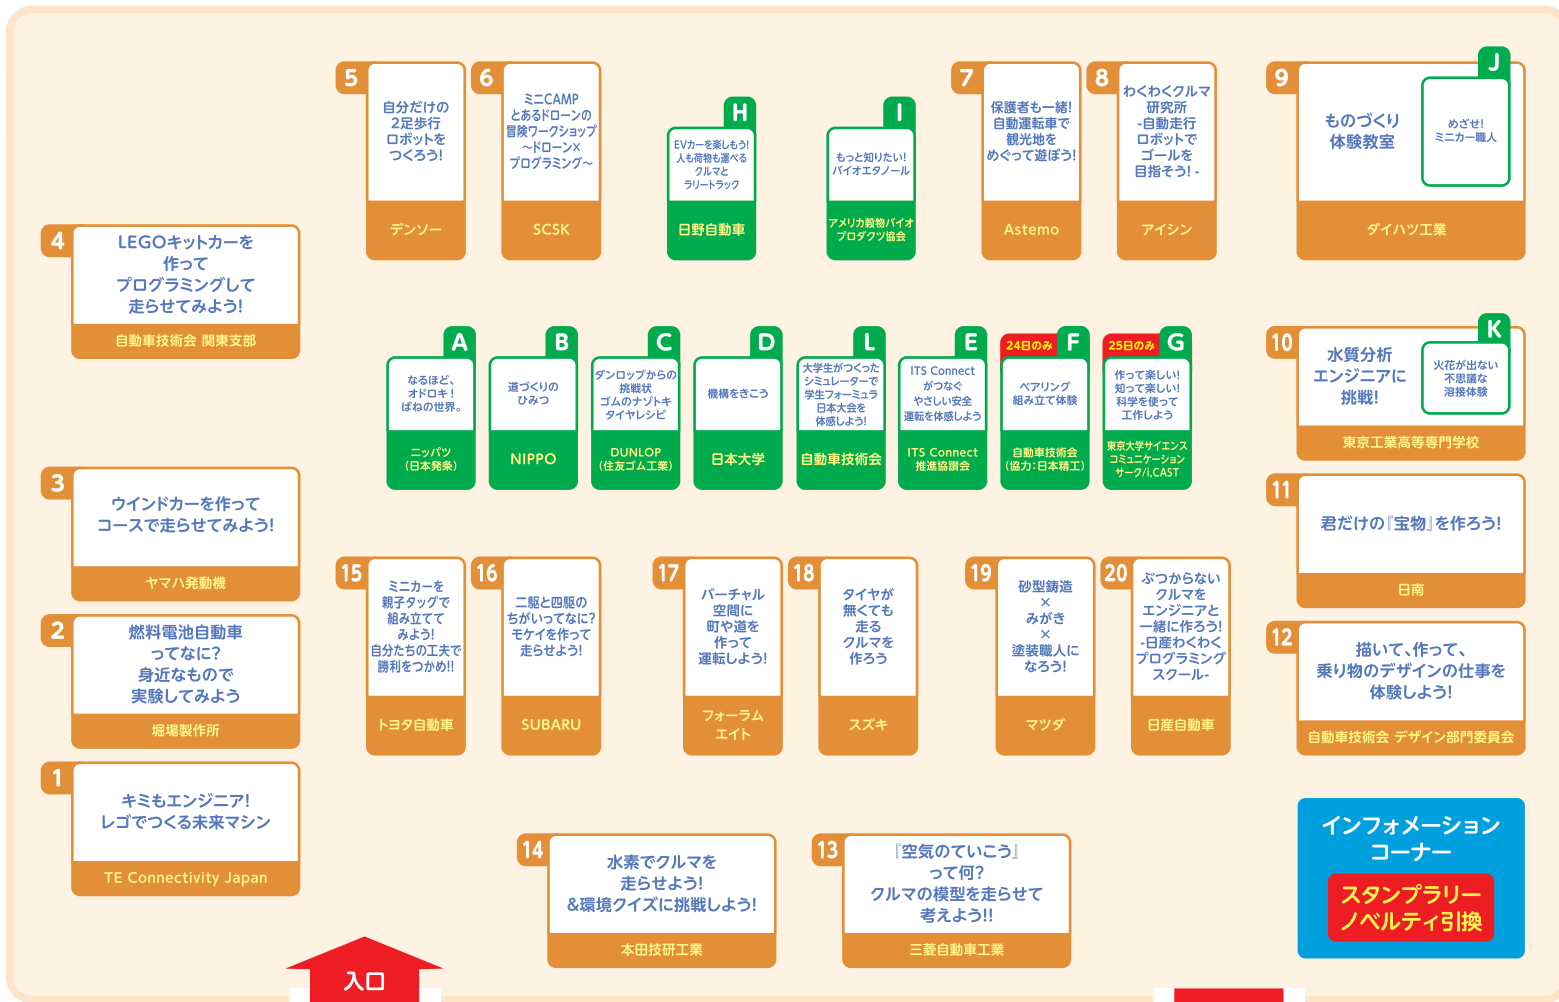 5
自分だけの
2足歩行
ロボットを
つくろう!
デンソー
6
ミニCAMP
とあるドローンの
冒険ワークショップ
～ドローン×
プログラミング～
SCSK
H
EVカーを楽しもう!
人も荷物も運べる
クルマと
ラリートラック
日野自動車
I
もっと知りたい!
バイオエタノール
アメリカ穀物バイオ
プロダクツ協会
7
保護者も一緒!
自動運転車で
観光地を
めぐって遊ぼう!
Astemo
8
わくわくクルマ
研究所
-自動走行
ロボットで
ゴールを
目指そう! -
アイシン
9
ものづくり
体験教室
J
めざせ!
ミニカー職人
ダイハツ工業
4
LEGOキットカーを
作って
プログラミングして
走らせてみよう!
自動車技術会 関東支部
A
なるほど、
オドロキ!
ばねの世界。
ニッパツ
(日本発条)
B
道づくりの
ひみつ
NIPPO
C
ダンロップからの
挑戦状
ゴムのナゾトキ
タイヤレシピ
DUNLOP
(住友ゴム工業)
D
機構をきこう
日本大学
L
大学生がつくった
シミュレーターで
学生フォーミュラ
日本大会を
体感しよう!
自動車技術会
E
ITS Connect
がつなぐ
やさしい安全
運転を体感しよう
ITS Connect
推進協議会
24日のみ
F
ベアリング
組み立て体験
自動車技術会
(協力:日本精工)
25日のみ
G
作って楽しい!
知って楽しい!
科学を使って
工作しよう
東京大学サイエンス
コミュニケーション
サークル/i,CAST
10
水質分析
エンジニアに
挑戦!
K
火花が出ない
不思議な
溶接体験
東京工業高等専門学校
3
ウインドカーを作って
コースで走らせてみよう!
ヤマハ発動機
11
君だけの『宝物』を作ろう!
日南
2
燃料電池自動車
ってなに?
身近なもので
実験してみよう
堀場製作所
15
ミニカーを
親子タッグで
組み立てて
みよう!
自分たちの工夫で
勝利をつかめ!!
トヨタ自動車
16
二駆と四駆の
ちがいってなに?
モケイを作って
走らせよう!
SUBARU
17
バーチャル
空間に
町や道を
作って
運転しよう!
フォーラム
エイト
18
タイヤが
無くても
走る
クルマを
作ろう
スズキ
19
砂型鋳造
×
みがき
×
塗装職人に
なろう!
マツダ
20
ぶつからない
クルマを
エンジニアと
一緒に作ろう!
-日産わくわく
プログラミング
スクール-
日産自動車
12
描いて、作って、
乗り物のデザインの仕事を
体験しよう!
自動車技術会 デザイン部門委員会
1
キミもエンジニア!
レゴでつくる未来マシン
TE Connectivity Japan
14
水素でクルマを
走らせよう!
&環境クイズに挑戦しよう!
本田技研工業
13
『空気のていこう』
って何?
クルマの模型を走らせて
考えよう!!
三菱自動車工業
インフォメーション
コーナー
スタンプラリー
ノベルティ引換
入口